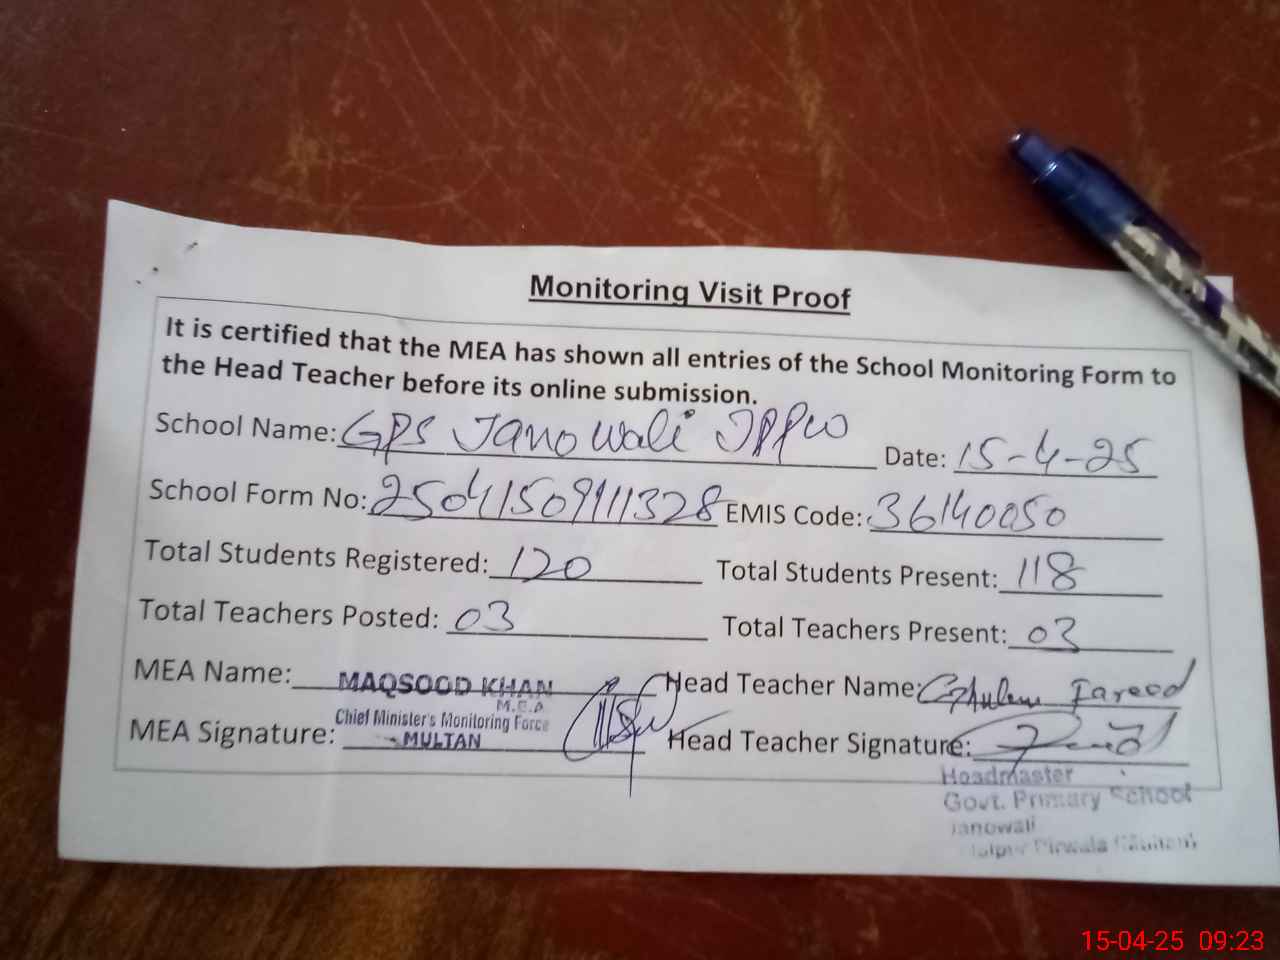 Monitoring Visit Proof
It is certified that the MEA has shown all entries of the School Monitoring Form to
the Head Teacher before its online submission.
School Name: GPS Janowali JPPW Date: 15-4-25
School Form No: 25041509111328 EMIS Code: 36140050
Total Students Registered: 120 Total Students Present: 118
Total Teachers Posted: 03 Total Teachers Present: 03
MEA Name: MAQSOOD KHAN Head Teacher Name: Ghulam Fareed
M.E.A
Chief Minister's Monitoring Force
MEA Signature: MULTAN Head Teacher Signature:
Headmaster
Govt. Primary School
Janowali
15-04-25 09:23